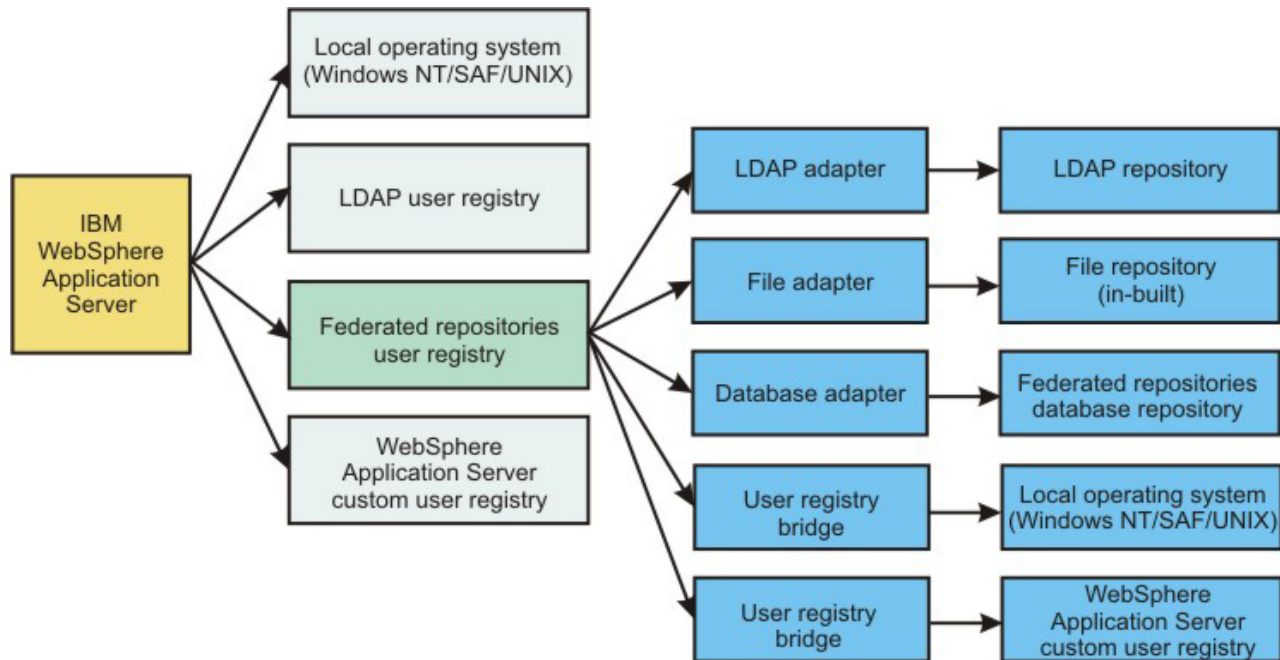 IBM
WebSphere
Application
Server
Local operating system
(Windows NT/SAF/UNIX)
LDAP user registry
Federated repositories
user registry
WebSphere
Application Server
custom user registry
LDAP adapter
LDAP repository
File adapter
File repository
(in-built)
Database adapter
Federated repositories
database repository
User registry
bridge
Local operating system
(Windows NT/SAF/UNIX)
User registry
bridge
WebSphere
Application Server
custom user registry